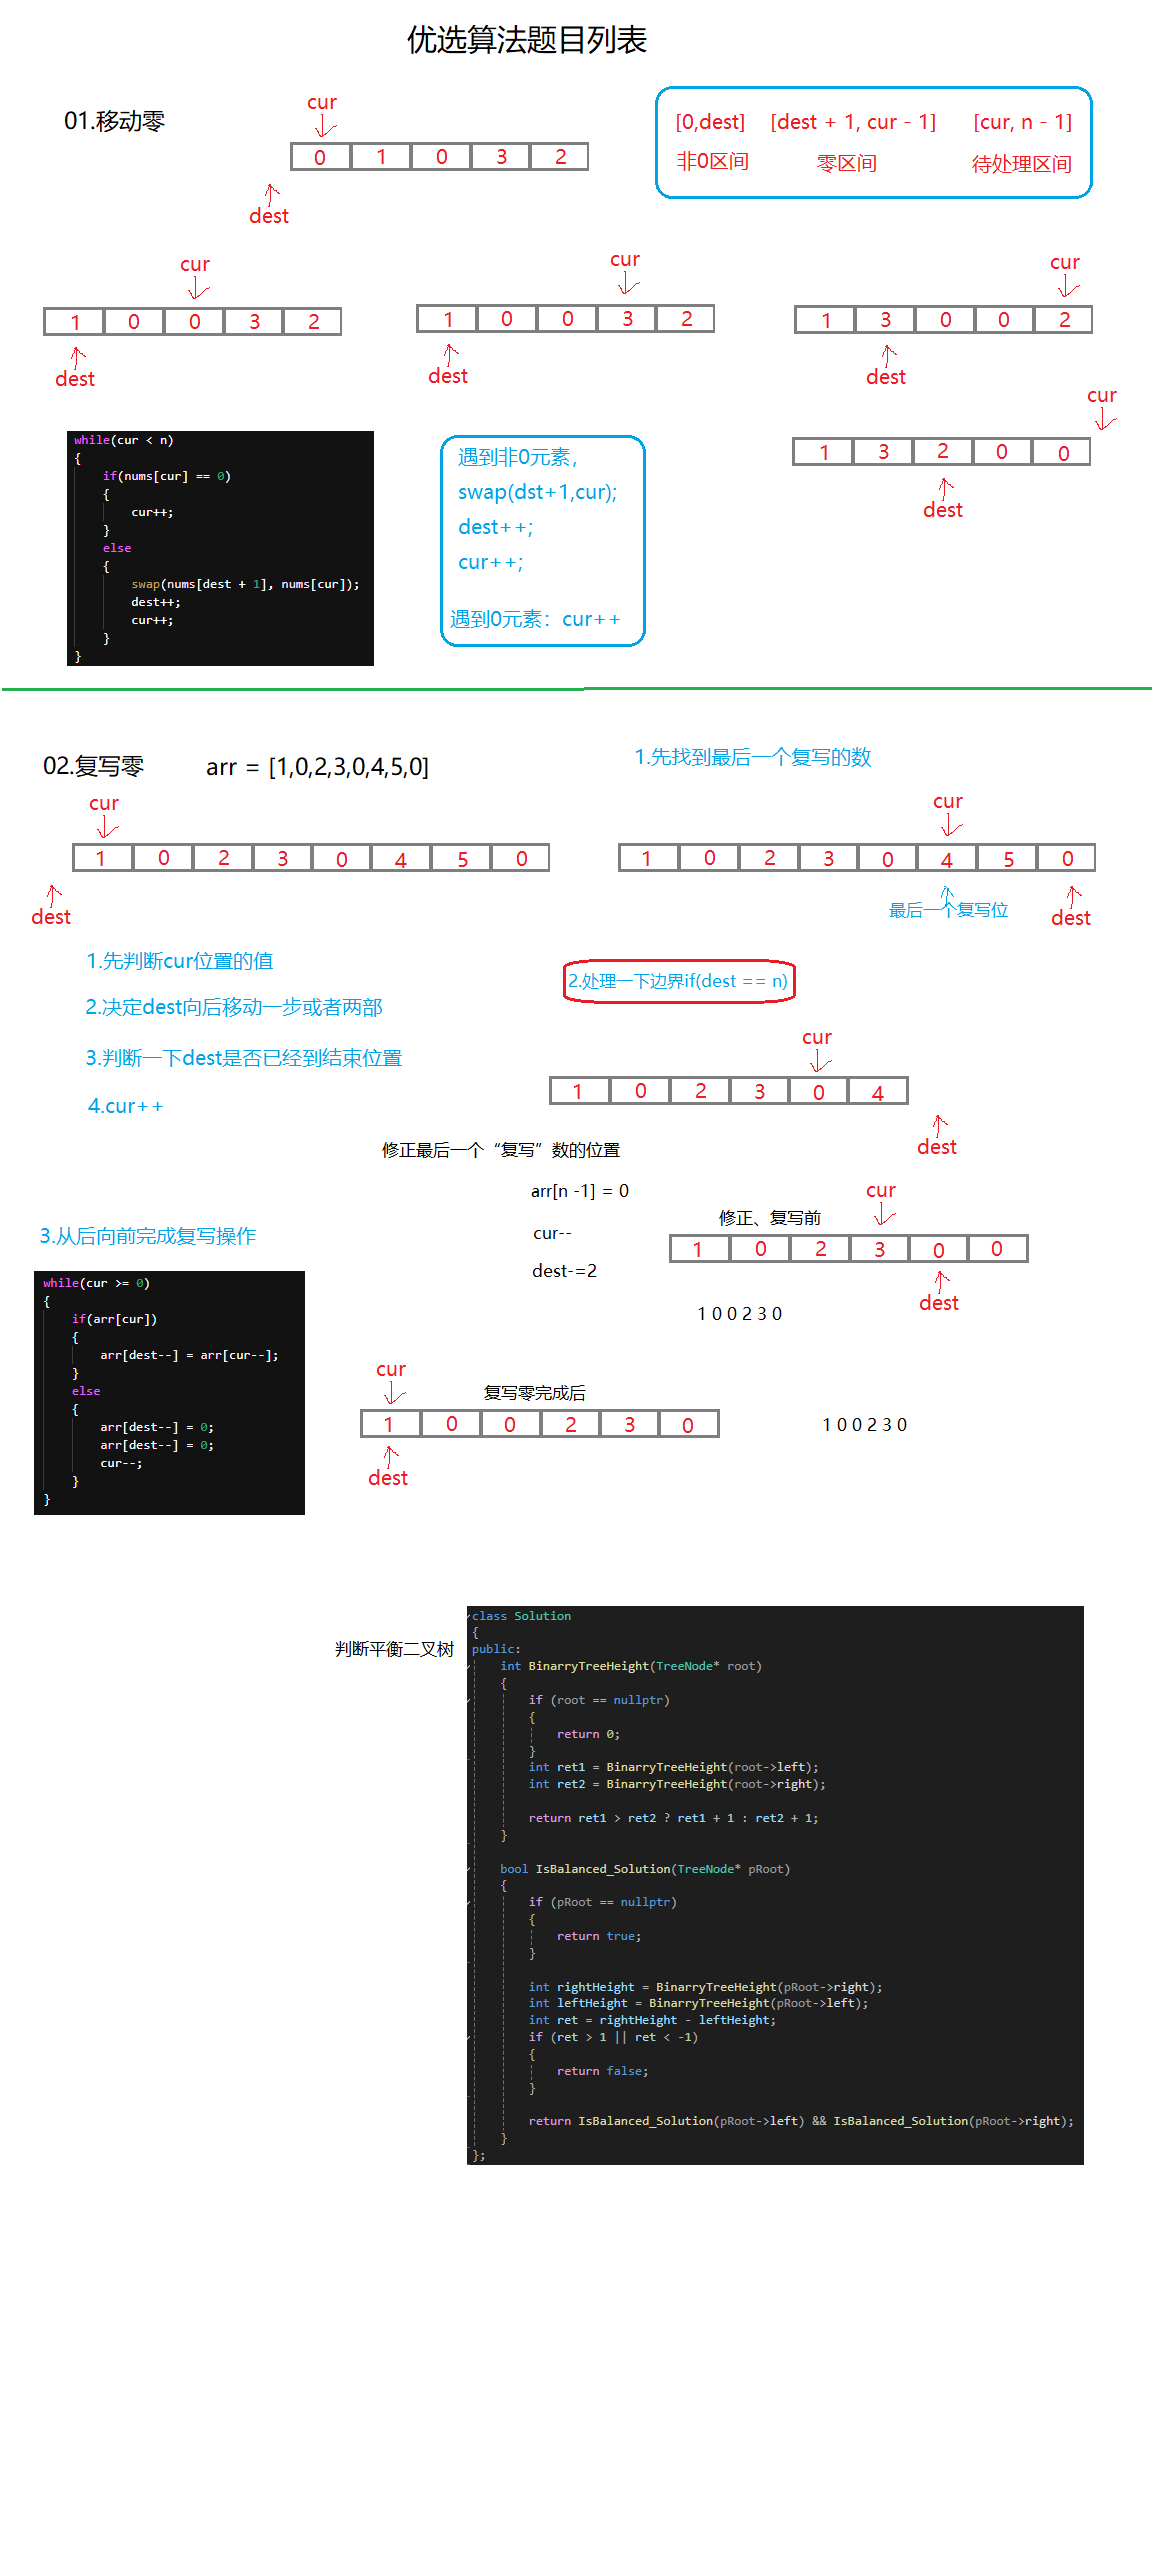 优选算法题目列表
01.移动零
cur
0 1 0 3 2
dest
[0,dest] [dest + 1, cur - 1] [cur, n - 1]
非0区间 零区间 待处理区间
cur
1 0 0 3 2
dest
cur
1 0 0 3 2
dest
cur
1 3 0 0 2
dest
cur
1 3 2 0 0
dest
while(cur < n)
{
if(nums[cur] == 0)
{
cur++;
}
else
{
swap(nums[dest + 1], nums[cur]);
dest++;
cur++;
}
}
遇到非0元素，
swap(dst+1,cur);
dest++;
cur++;
遇到0元素：cur++
02.复写零 arr = [1,0,2,3,0,4,5,0]
cur
1 0 2 3 0 4 5 0
dest
1.先判断cur位置的值
2.决定dest向后移动一步或者两部
3.判断一下dest是否已经到结束位置
4.cur++
1.先找到最后一个复写的数
cur
1 0 2 3 0 4 5 0
最后一个复写位
dest
2.处理一下边界if(dest == n)
cur
1 0 2 3 0 4
dest
修正最后一个“复写”数的位置
arr[n -1] = 0
cur--
dest-=2
修正、复写前
cur
1 0 2 3 0 0
dest
1 0 0 2 3 0
3.从后向前完成复写操作
while(cur >= 0)
{
if(arr[cur])
{
arr[dest--] = arr[cur--];
}
else
{
arr[dest--] = 0;
arr[dest--] = 0;
cur--;
}
}
cur
复写零完成后
1 0 0 2 3 0
dest
1 0 0 2 3 0
判断平衡二叉树
class Solution
{
public:
int BinarryTreeHeight(TreeNode* root)
{
if (root == nullptr)
{
return 0;
}
int ret1 = BinarryTreeHeight(root->left);
int ret2 = BinarryTreeHeight(root->right);
return ret1 > ret2 ? ret1 + 1 : ret2 + 1;
}
bool IsBalanced_Solution(TreeNode* pRoot)
{
if (pRoot == nullptr)
{
return true;
}
int rightHeight = BinarryTreeHeight(pRoot->right);
int leftHeight = BinarryTreeHeight(pRoot->left);
int ret = rightHeight - leftHeight;
if (ret > 1 || ret < -1)
{
return false;
}
return IsBalanced_Solution(pRoot->left) && IsBalanced_Solution(pRoot->right);
}
};